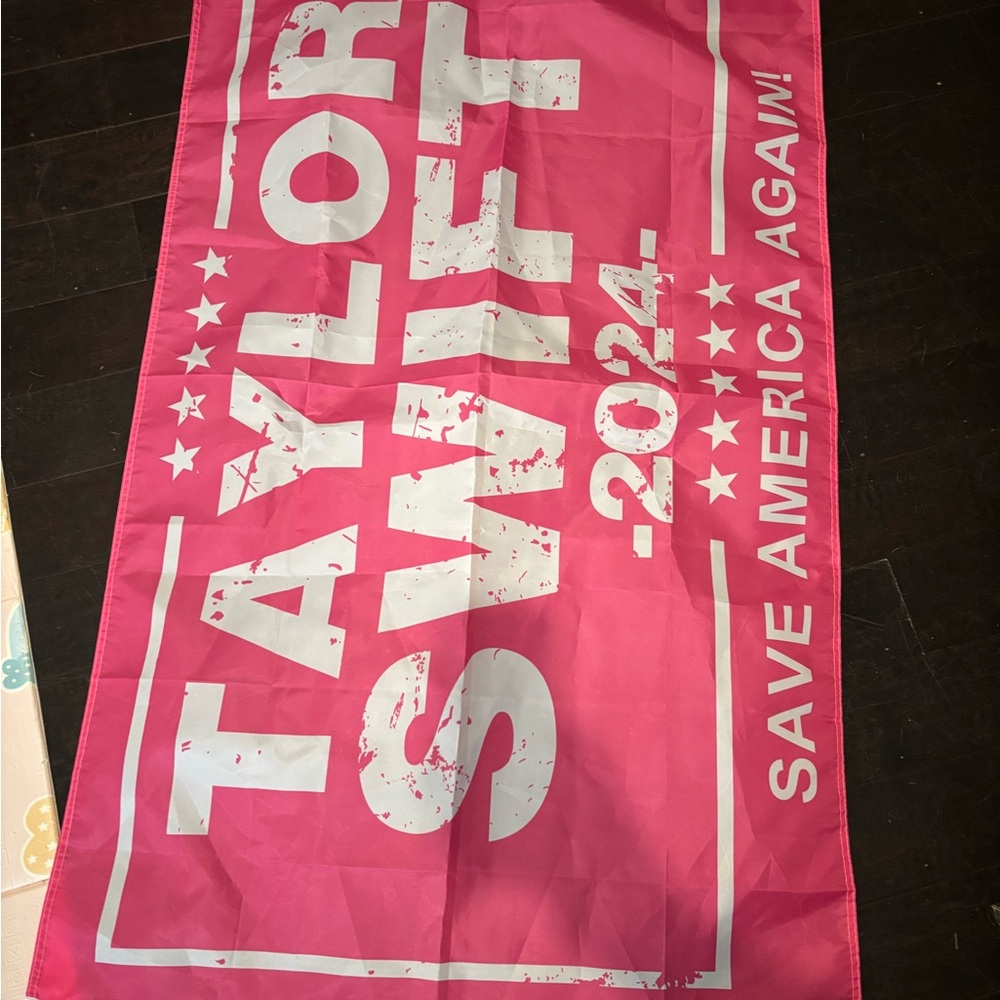 TAYLOR
SWIFT
-2024-
SAVE AMERICA AGAIN!